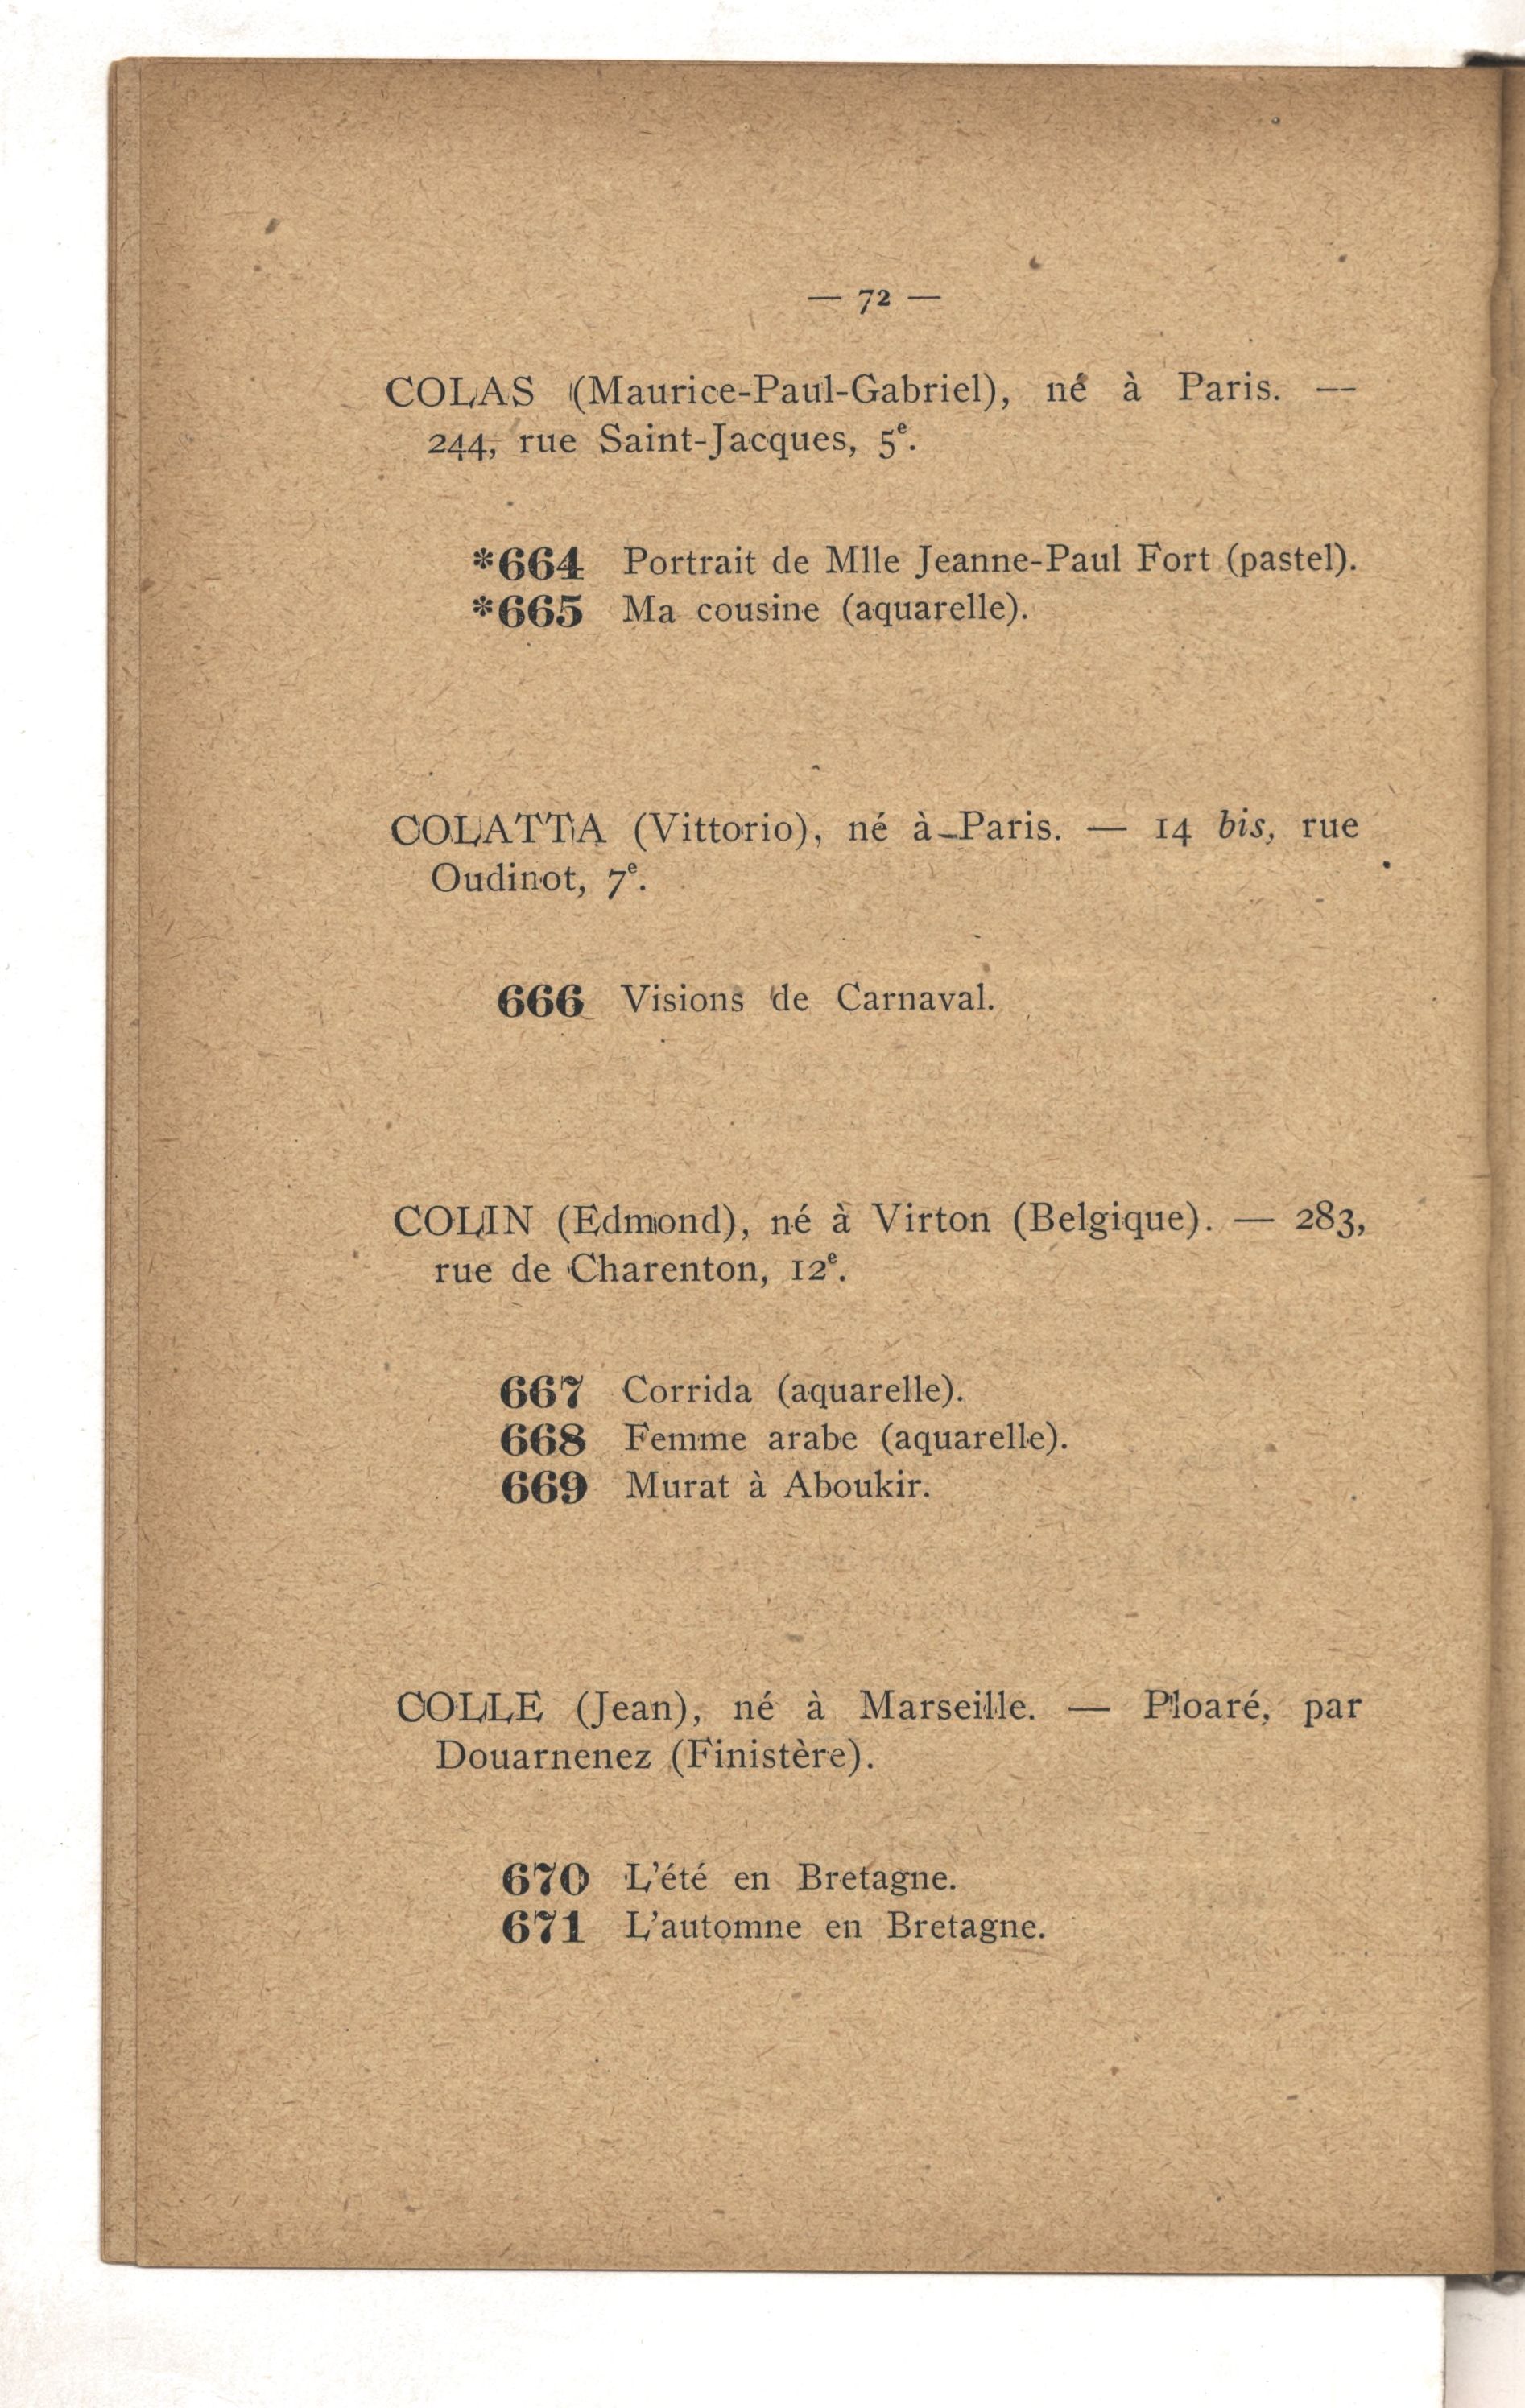 — 72 —
COLAS (Maurice-Paul-Gabriel), né à Paris. —
244, rue Saint-Jacques, 5e.
*664 Portrait de Mlle Jeanne-Paul Fort (pastel).
*665 Ma cousine (aquarelle).
COLATTA (Vittorio), né à Paris. — 14 bis, rue
Oudinot, 7e.
666 Visions de Carnaval.
COLIN (Edmond), né à Virton (Belgique). — 283,
rue de Charenton, 12e.
667 Corrida (aquarelle).
668 Femme arabe (aquarelle).
669 Murat à Aboukir.
COLLE (Jean), né à Marseille. — Ploaré, par
Douarnenez (Finistère).
670 L'été en Bretagne.
671 L'automne en Bretagne.